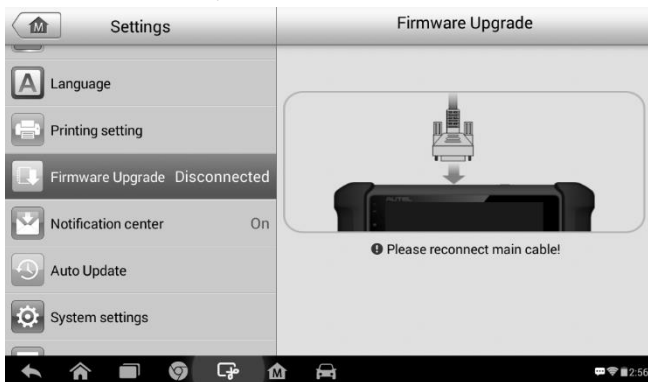 Settings
Firmware Upgrade
Language
Printing setting
Firmware Upgrade Disconnected
Notification center On
Auto Update
System settings
AUTEL
Please reconnect main cable!
2:56